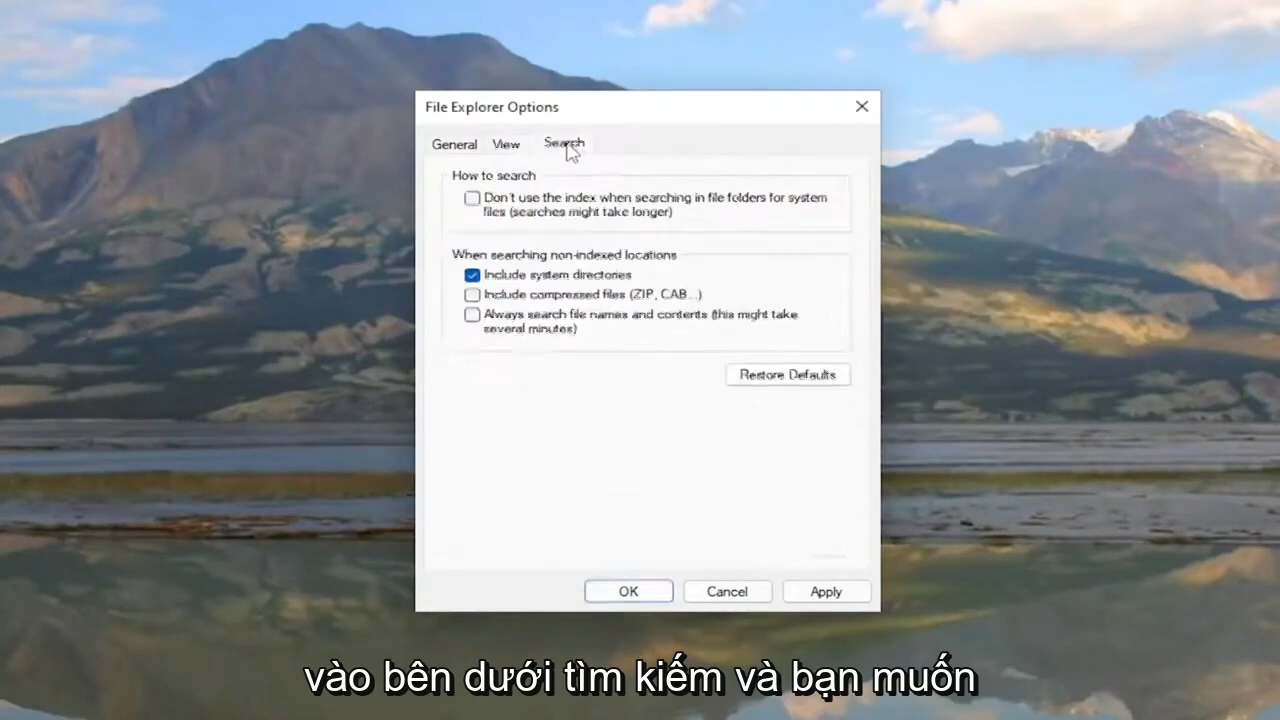 File Explorer Options
General View Search
How to search
Don't use the index when searching in file folders for system
files (searches might take longer)
When searching non-indexed locations
Include system directories
Include compressed files (ZIP, CAB...)
Always search file names and contents (this might take
several minutes)
Restore Defaults
OK Cancel Apply
vào bên dưới tìm kiếm và bạn muốn